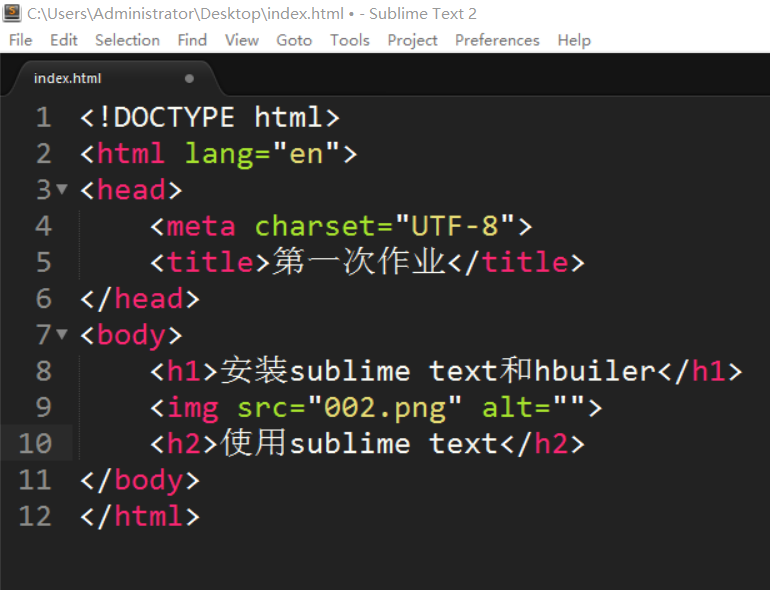 C:\Users\Administrator\Desktop\index.html • - Sublime Text 2
File Edit Selection Find View Goto Tools Project Preferences Help
index.html
1 <!DOCTYPE html>
2 <html lang="en">
3 <head>
4 <meta charset="UTF-8">
5 <title>第一次作业</title>
6 </head>
7 <body>
8 <h1>安装sublime text和hbuiler</h1>
9 <img src="002.png" alt="">
10 <h2>使用sublime text</h2>
11 </body>
12 </html>